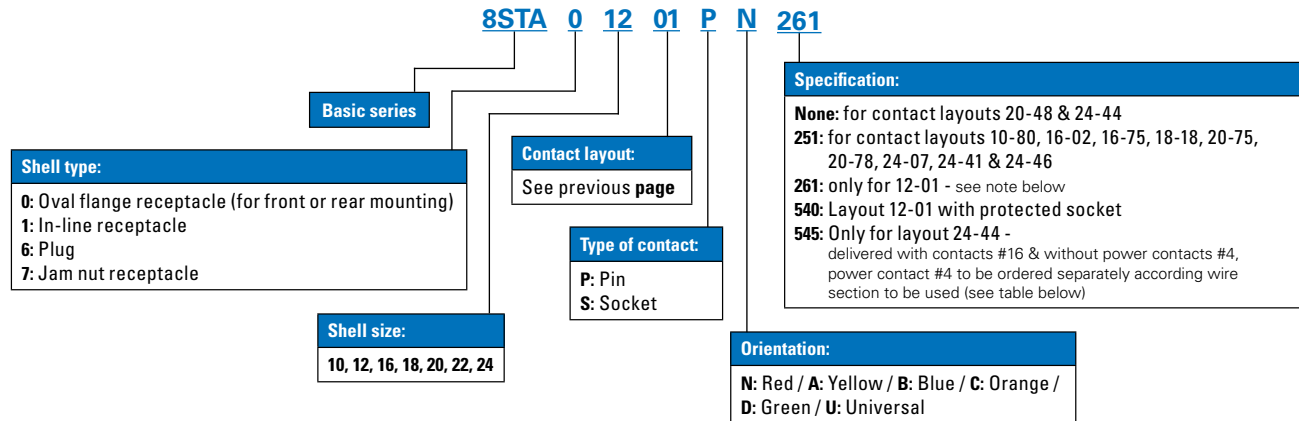 8STA 0 12 01 P N 261
Basic series
Shell type:
0: Oval flange receptacle (for front or rear mounting)
1: In-line receptacle
6: Plug
7: Jam nut receptacle
Shell size:
10, 12, 16, 18, 20, 22, 24
Contact layout:
See previous page
Type of contact:
P: Pin
S: Socket
Orientation:
N: Red / A: Yellow / B: Blue / C: Orange /
D: Green / U: Universal
Specification:
None: for contact layouts 20-48 & 24-44
251: for contact layouts 10-80, 16-02, 16-75, 18-18, 20-75,
20-78, 24-07, 24-41 & 24-46
261: only for 12-01 - see note below
540: Layout 12-01 with protected socket
545: Only for layout 24-44 -
delivered with contacts #16 & without power contacts #4,
power contact #4 to be ordered separately according wire
section to be used (see table below)